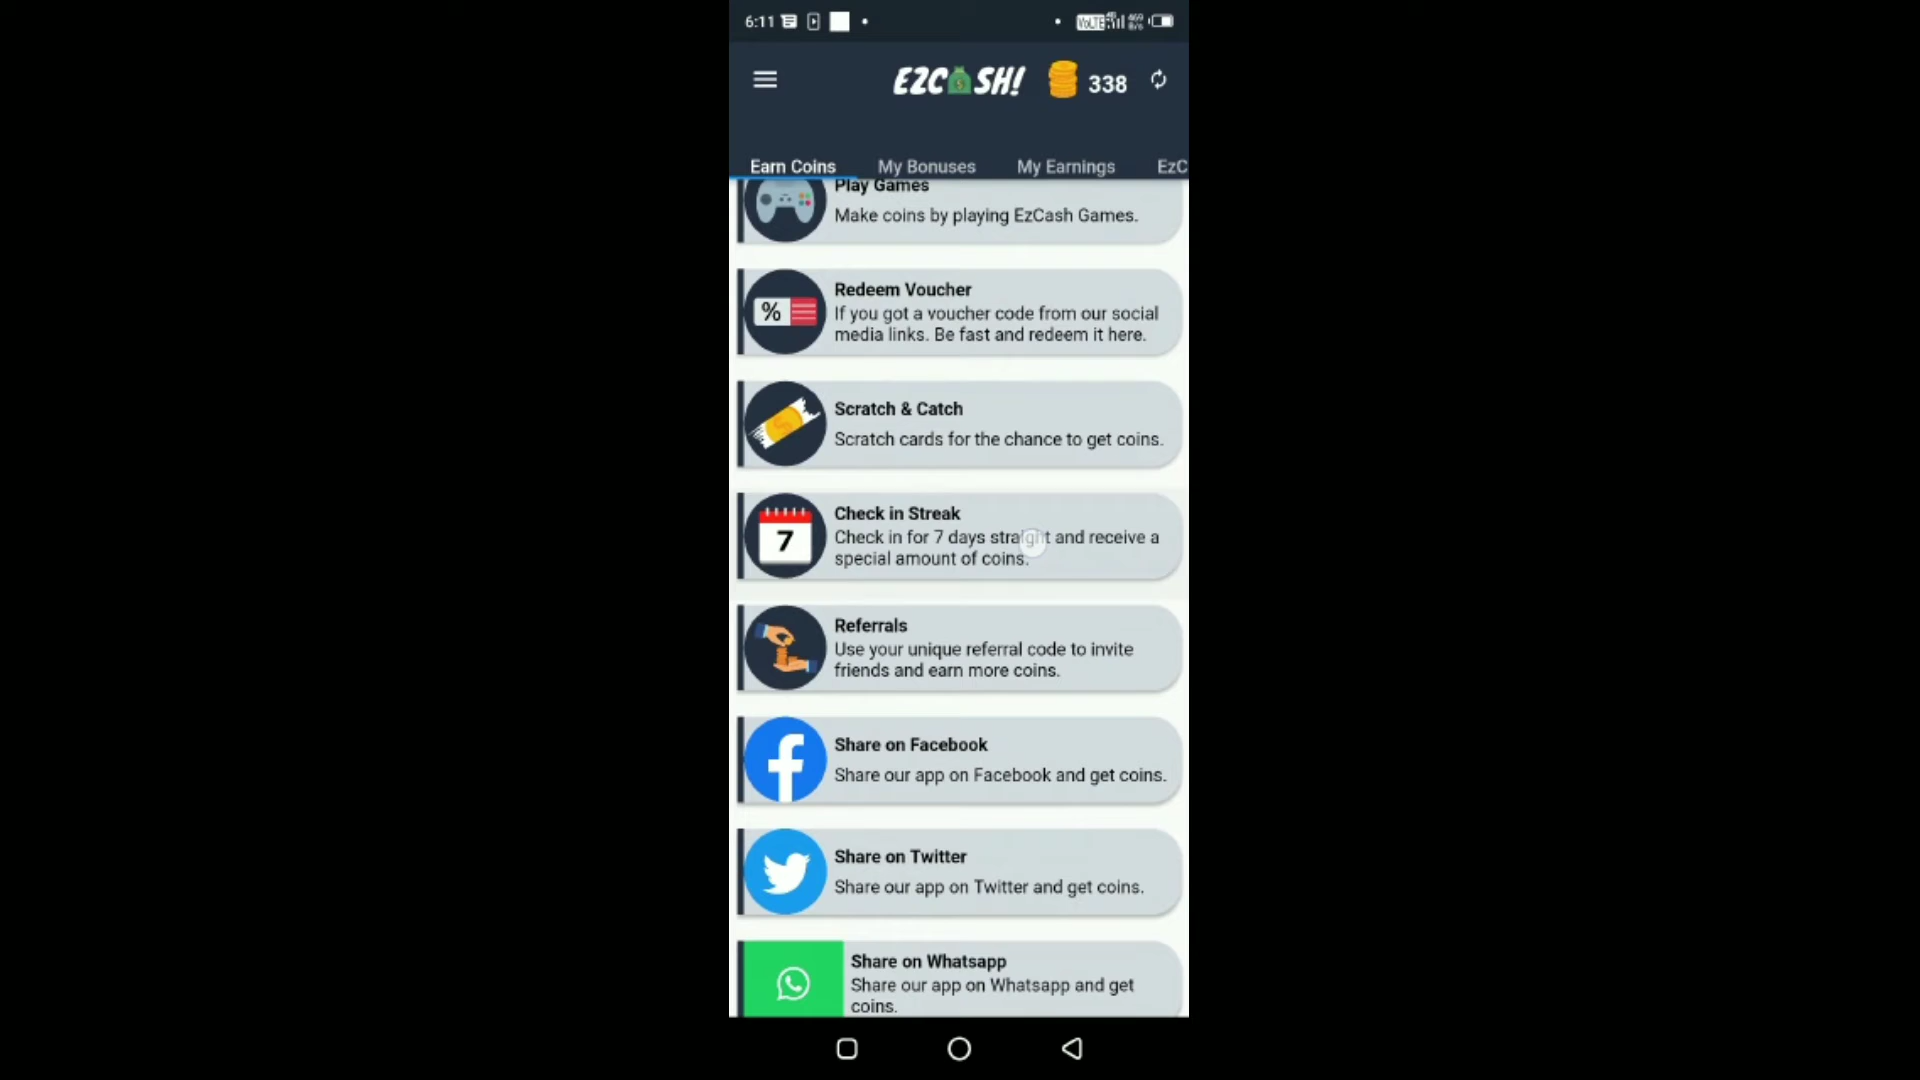 6:11
VoLTE 4G 469 B/s
EZCASH! 338
Earn Coins My Bonuses My Earnings EzC
Play Games
Make coins by playing EzCash Games.
%
Redeem Voucher
If you got a voucher code from our social
media links. Be fast and redeem it here.
Scratch & Catch
Scratch cards for the chance to get coins.
7
Check in Streak
Check in for 7 days straight and receive a
special amount of coins.
Referrals
Use your unique referral code to invite
friends and earn more coins.
Share on Facebook
Share our app on Facebook and get coins.
Share on Twitter
Share our app on Twitter and get coins.
Share on Whatsapp
Share our app on Whatsapp and get
coins.